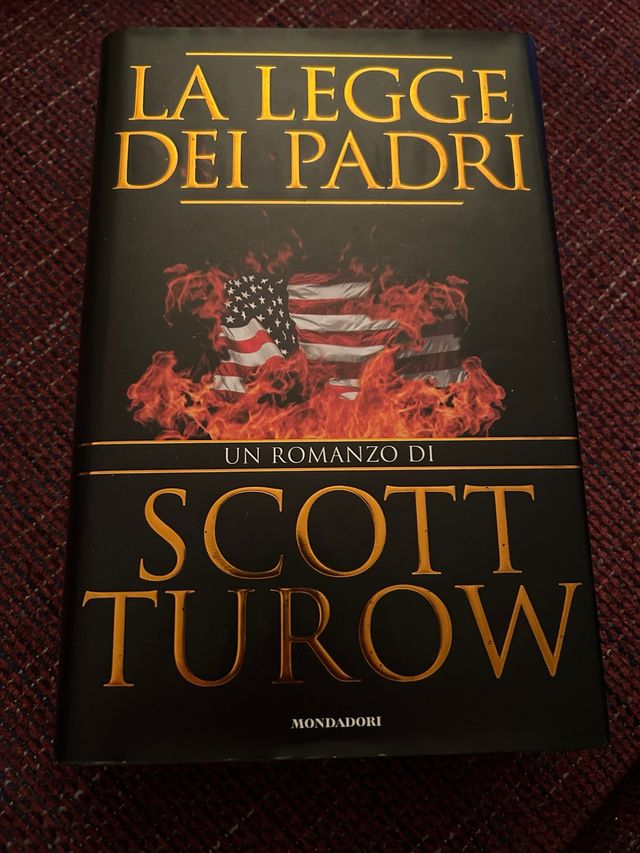 LA LEGGE
DEI PADRI
UN ROMANZO DI
SCOTT
TUROW
MONDADORI